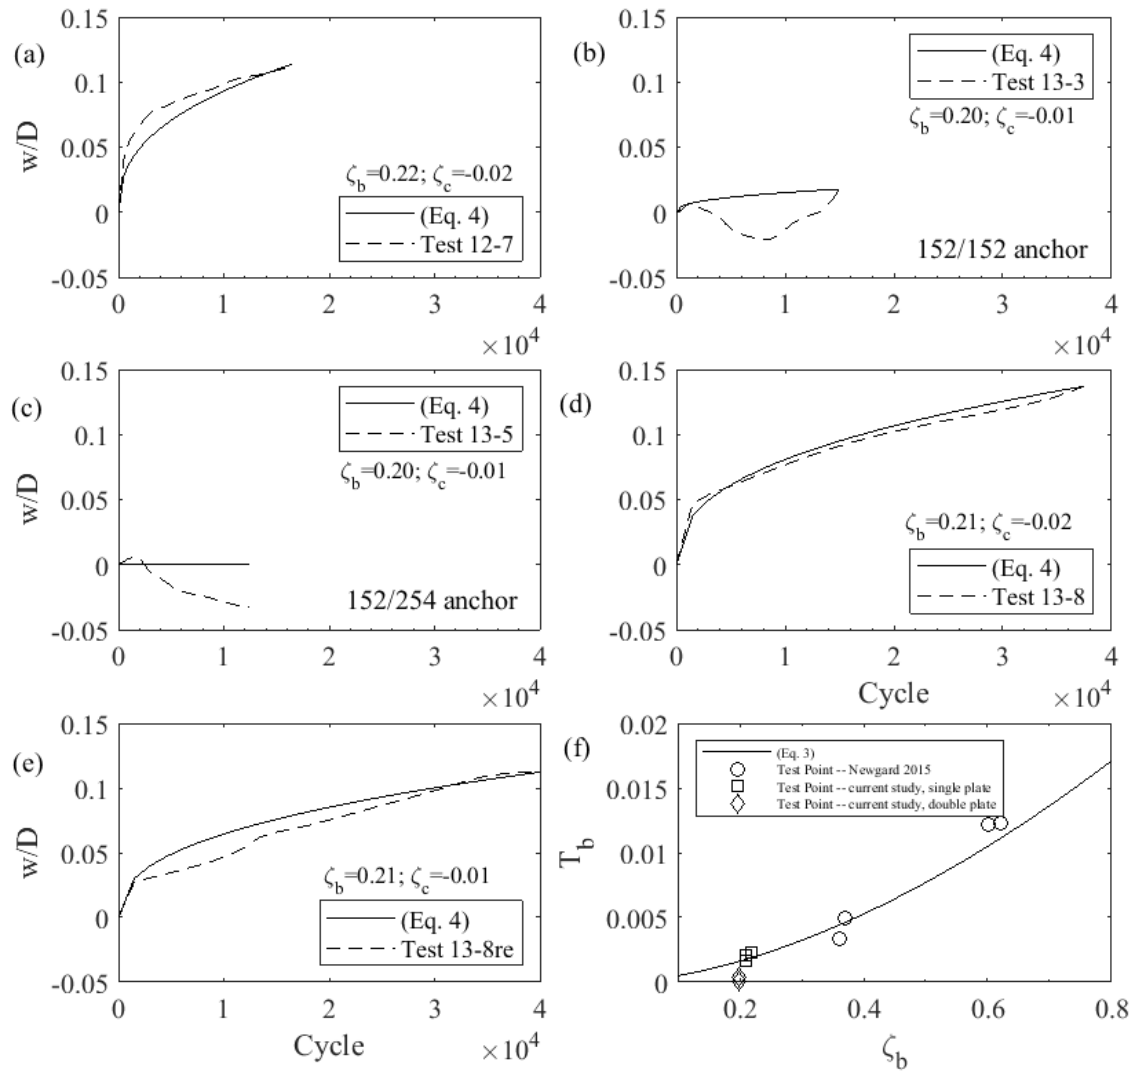 (a)
0.15
0.1
0.05
0
-0.05
w/D
ζb=0.22; ζc=-0.02
(Eq. 4)
Test 12-7
0 1 2 3 4
×10^4
(b)
0.15
0.1
0.05
0
-0.05
(Eq. 4)
Test 13-3
ζb=0.20; ζc=-0.01
152/152 anchor
0 1 2 3 4
×10^4
(c)
0.15
0.1
0.05
0
-0.05
w/D
(Eq. 4)
Test 13-5
ζb=0.20; ζc=-0.01
152/254 anchor
0 1 2 3 4
×10^4
(d)
0.15
0.1
0.05
0
-0.05
ζb=0.21; ζc=-0.02
(Eq. 4)
Test 13-8
0 1 2 3 4
Cycle
×10^4
(e)
0.15
0.1
0.05
0
-0.05
w/D
ζb=0.21; ζc=-0.01
(Eq. 4)
Test 13-8re
0 1 2 3 4
Cycle
×10^4
(f)
0.02
0.015
0.01
0.005
0
Tb
(Eq. 3)
Test Point -- Newgard 2015
Test Point -- current study, single plate
Test Point -- current study, double plate
0.2 0.4 0.6 0.8
ζb